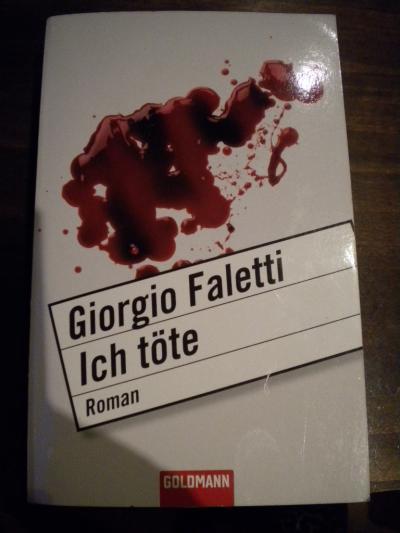 Giorgio Faletti
Ich töte
Roman
GOLDMANN